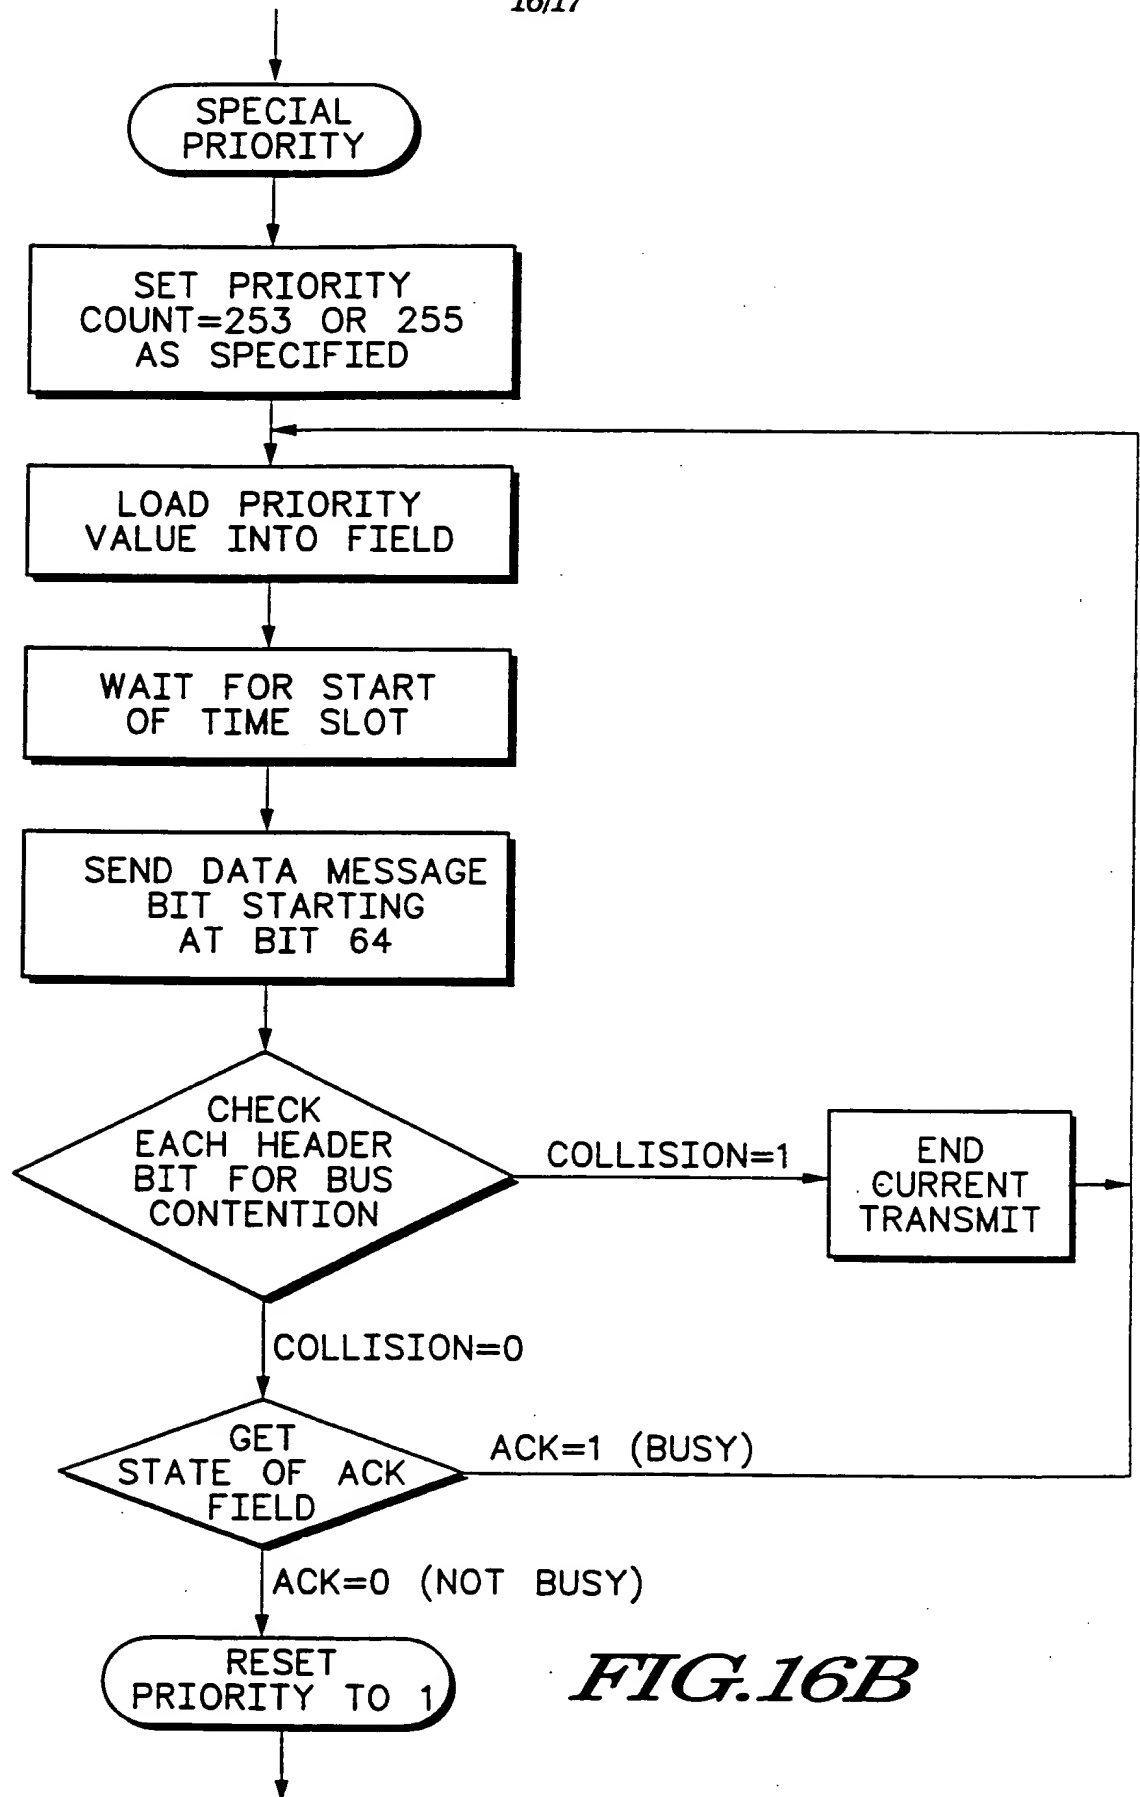 16/17
SPECIAL
PRIORITY
SET PRIORITY
COUNT=253 OR 255
AS SPECIFIED
LOAD PRIORITY
VALUE INTO FIELD
WAIT FOR START
OF TIME SLOT
SEND DATA MESSAGE
BIT STARTING
AT BIT 64
CHECK
EACH HEADER
BIT FOR BUS
CONTENTION
COLLISION=1
END
CURRENT
TRANSMIT
COLLISION=0
GET
STATE OF ACK
FIELD
ACK=1 (BUSY)
ACK=0 (NOT BUSY)
RESET
PRIORITY TO 1
FIG.16B